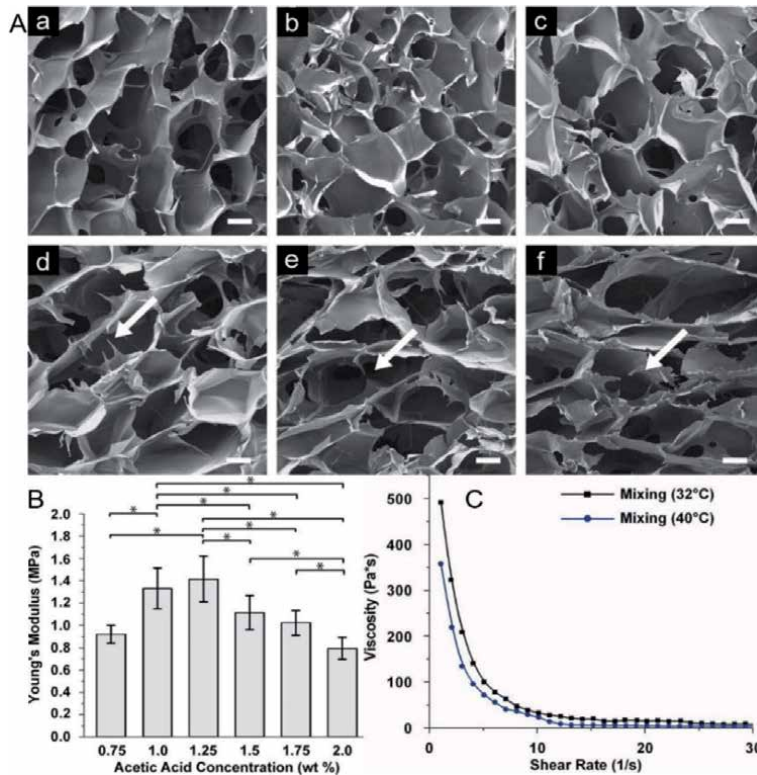 A
a
b
c
d
e
f
B
*
*
*
*
*
*
*
*
*
*
Young's Modulus (MPa)
2.0
1.8
1.6
1.4
1.2
1.0
0.8
0.6
0.4
0.2
0.0
0.75 1.0 1.25 1.5 1.75 2.0
Acetic Acid Concentration (wt %)
C
Mixing (32°C)
Mixing (40°C)
Viscosity (Pa*s)
500
400
300
200
100
0
0 10 20 30
Shear Rate (1/s)